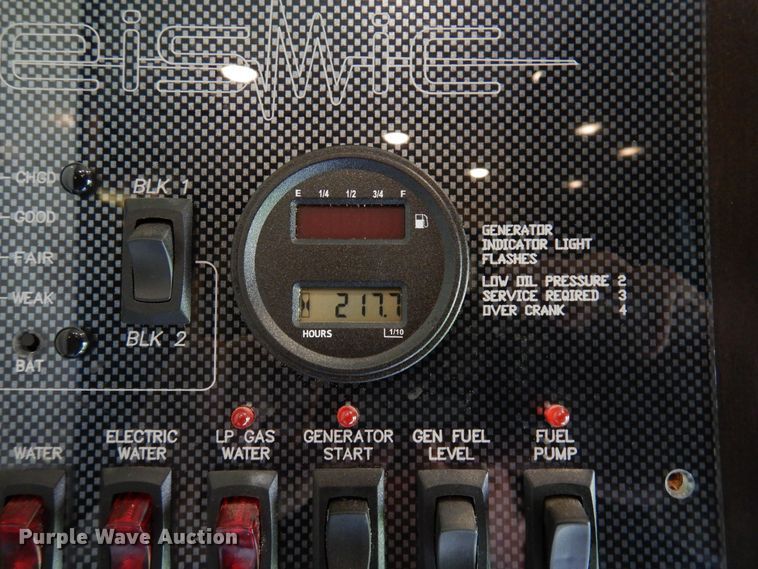 eismic
CHGD
GOOD
FAIR
WEAK
BAT
BLK 1
BLK 2
E 1/4 1/2 3/4 F
217.7
HOURS 1/10
GENERATOR
INDICATOR LIGHT
FLASHES
LOW OIL PRESSURE 2
SERVICE REQIRED 3
OVER CRANK 4
WATER
ELECTRIC
WATER
LP GAS
WATER
GENERATOR
START
GEN FUEL
LEVEL
FUEL
PUMP
Purple Wave Auction